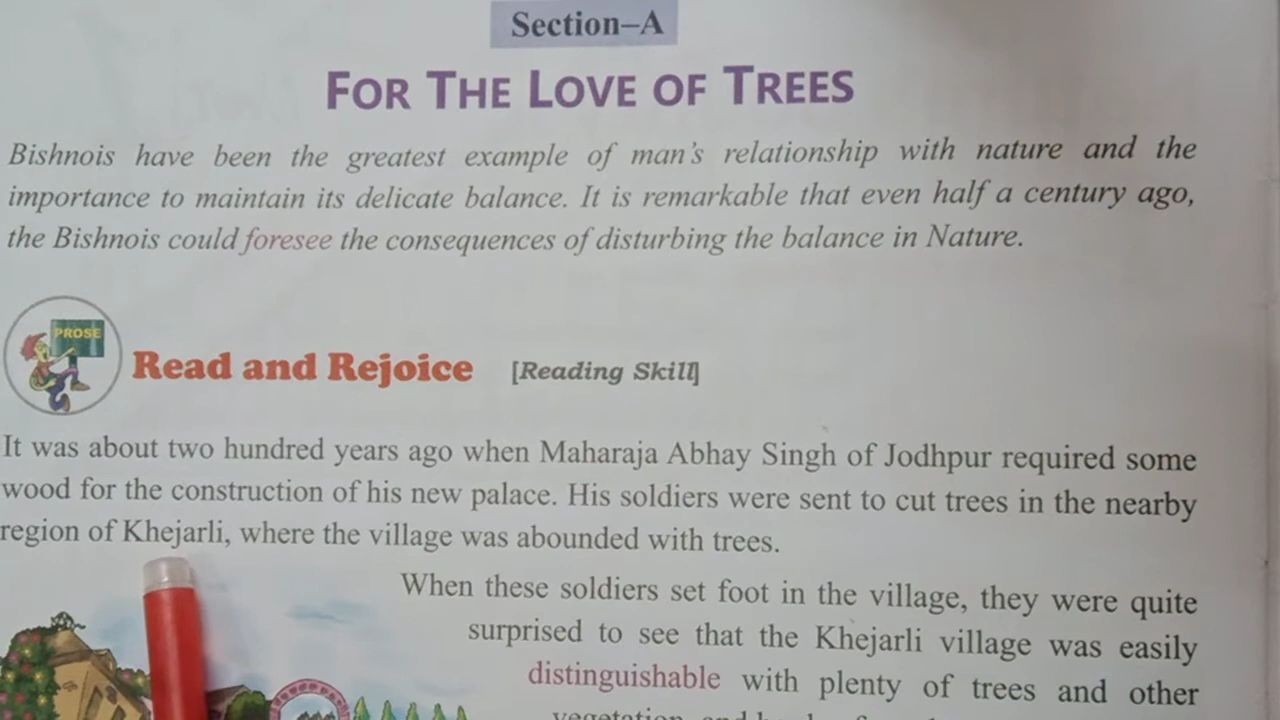 Section–A
FOR THE LOVE OF TREES
Bishnois have been the greatest example of man's relationship with nature and the
importance to maintain its delicate balance. It is remarkable that even half a century ago,
the Bishnois could foresee the consequences of disturbing the balance in Nature.
PROSE
Read and Rejoice [Reading Skill]
It was about two hundred years ago when Maharaja Abhay Singh of Jodhpur required some
wood for the construction of his new palace. His soldiers were sent to cut trees in the nearby
region of Khejarli, where the village was abounded with trees.
When these soldiers set foot in the village, they were quite
surprised to see that the Khejarli village was easily
distinguishable with plenty of trees and other
vegetation